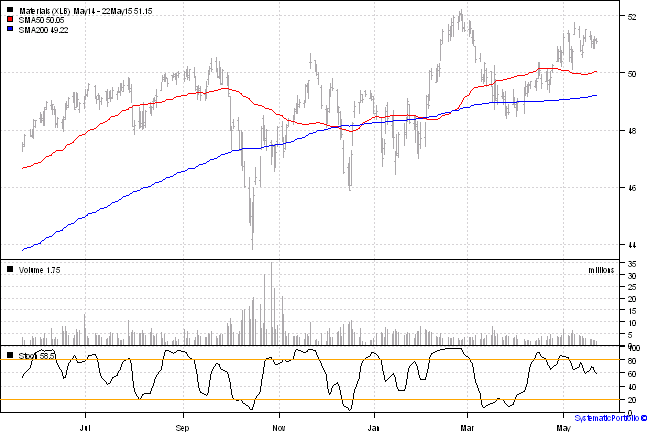 Materials (XLB) May14 - 22May15 51.15
SMA50 50.05
SMA200 49.22
52
50
48
46
44
Volume 1.75
millions
35
30
25
20
15
10
5
Stoch 58.5
100
80
60
40
20
0
Jul Sep Nov Jan Mar May
SystematicPortfolio ©